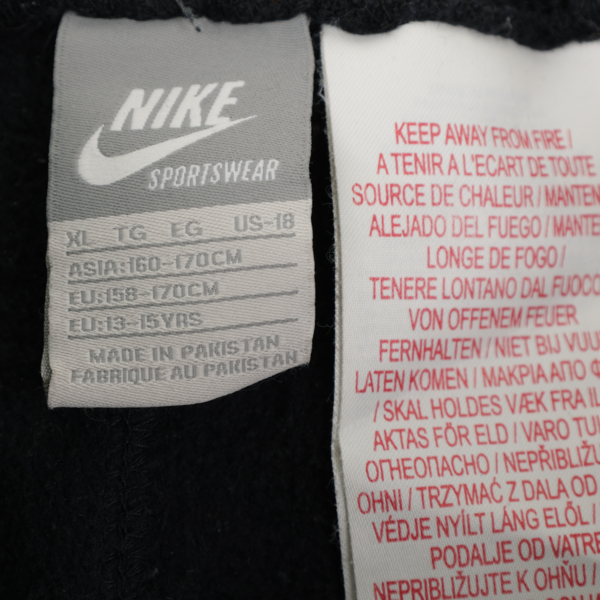 NIKE
SPORTSWEAR
XL TG EG US-18
ASIA:160-170CM
EU:158-170CM
EU:13-15YRS
MADE IN PAKISTAN
FABRIQUE AU PAKISTAN
KEEP AWAY FROM FIRE /
A TENIR A L'ECART DE TOUTE
SOURCE DE CHALEUR / MANTEN
ALEJADO DEL FUEGO / MANTE
LONGE DE FOGO /
TENERE LONTANO DAL FUOCO
VON OFFENEM FEUER
FERNHALTEN / NIET BIJ VUU
LATEN KOMEN / ΜΑΚΡΙΑ ΑΠΟ Φ
/ SKAL HOLDES VÆK FRA IL
AKTAS FÖR ELD / VARO TU
ОГНЕОПАСНО / NEPŘIBLIŽU
OHNI / TRZYMAĆ Z DALA OD
VÉDJE NYÍLT LÁNG ELŐL /
PODALJE OD VATRE
NEPRIBLIŽUJTE K OHŇU /